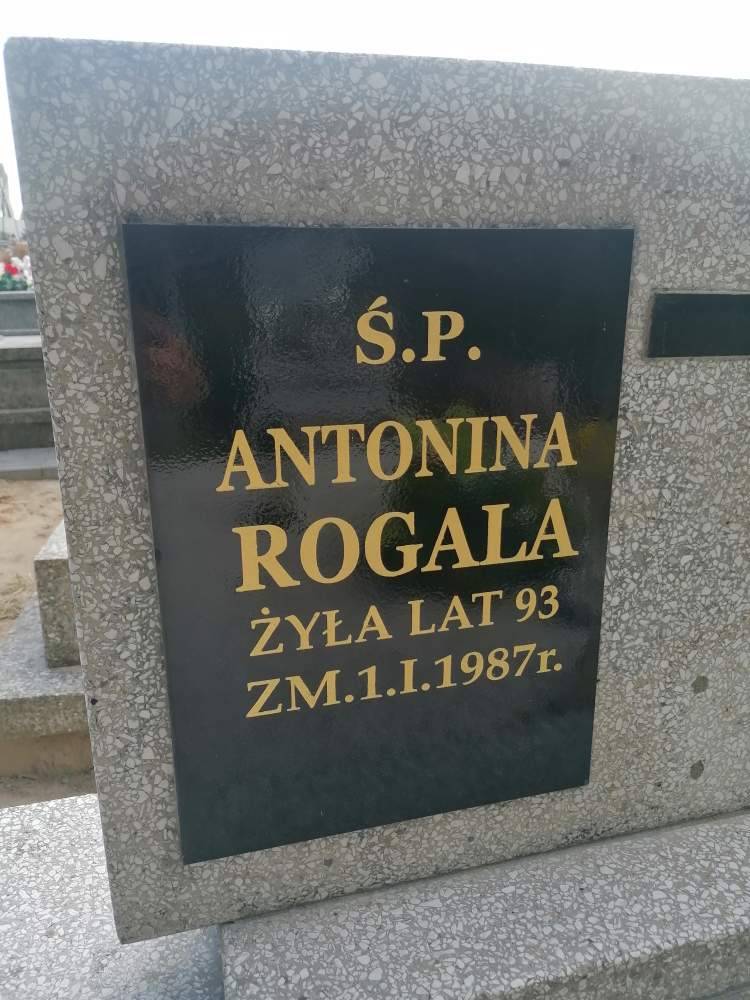 Ś.P.
ANTONINA
ROGALA
ŻYŁA LAT 93
ZM.1.I.1987r.